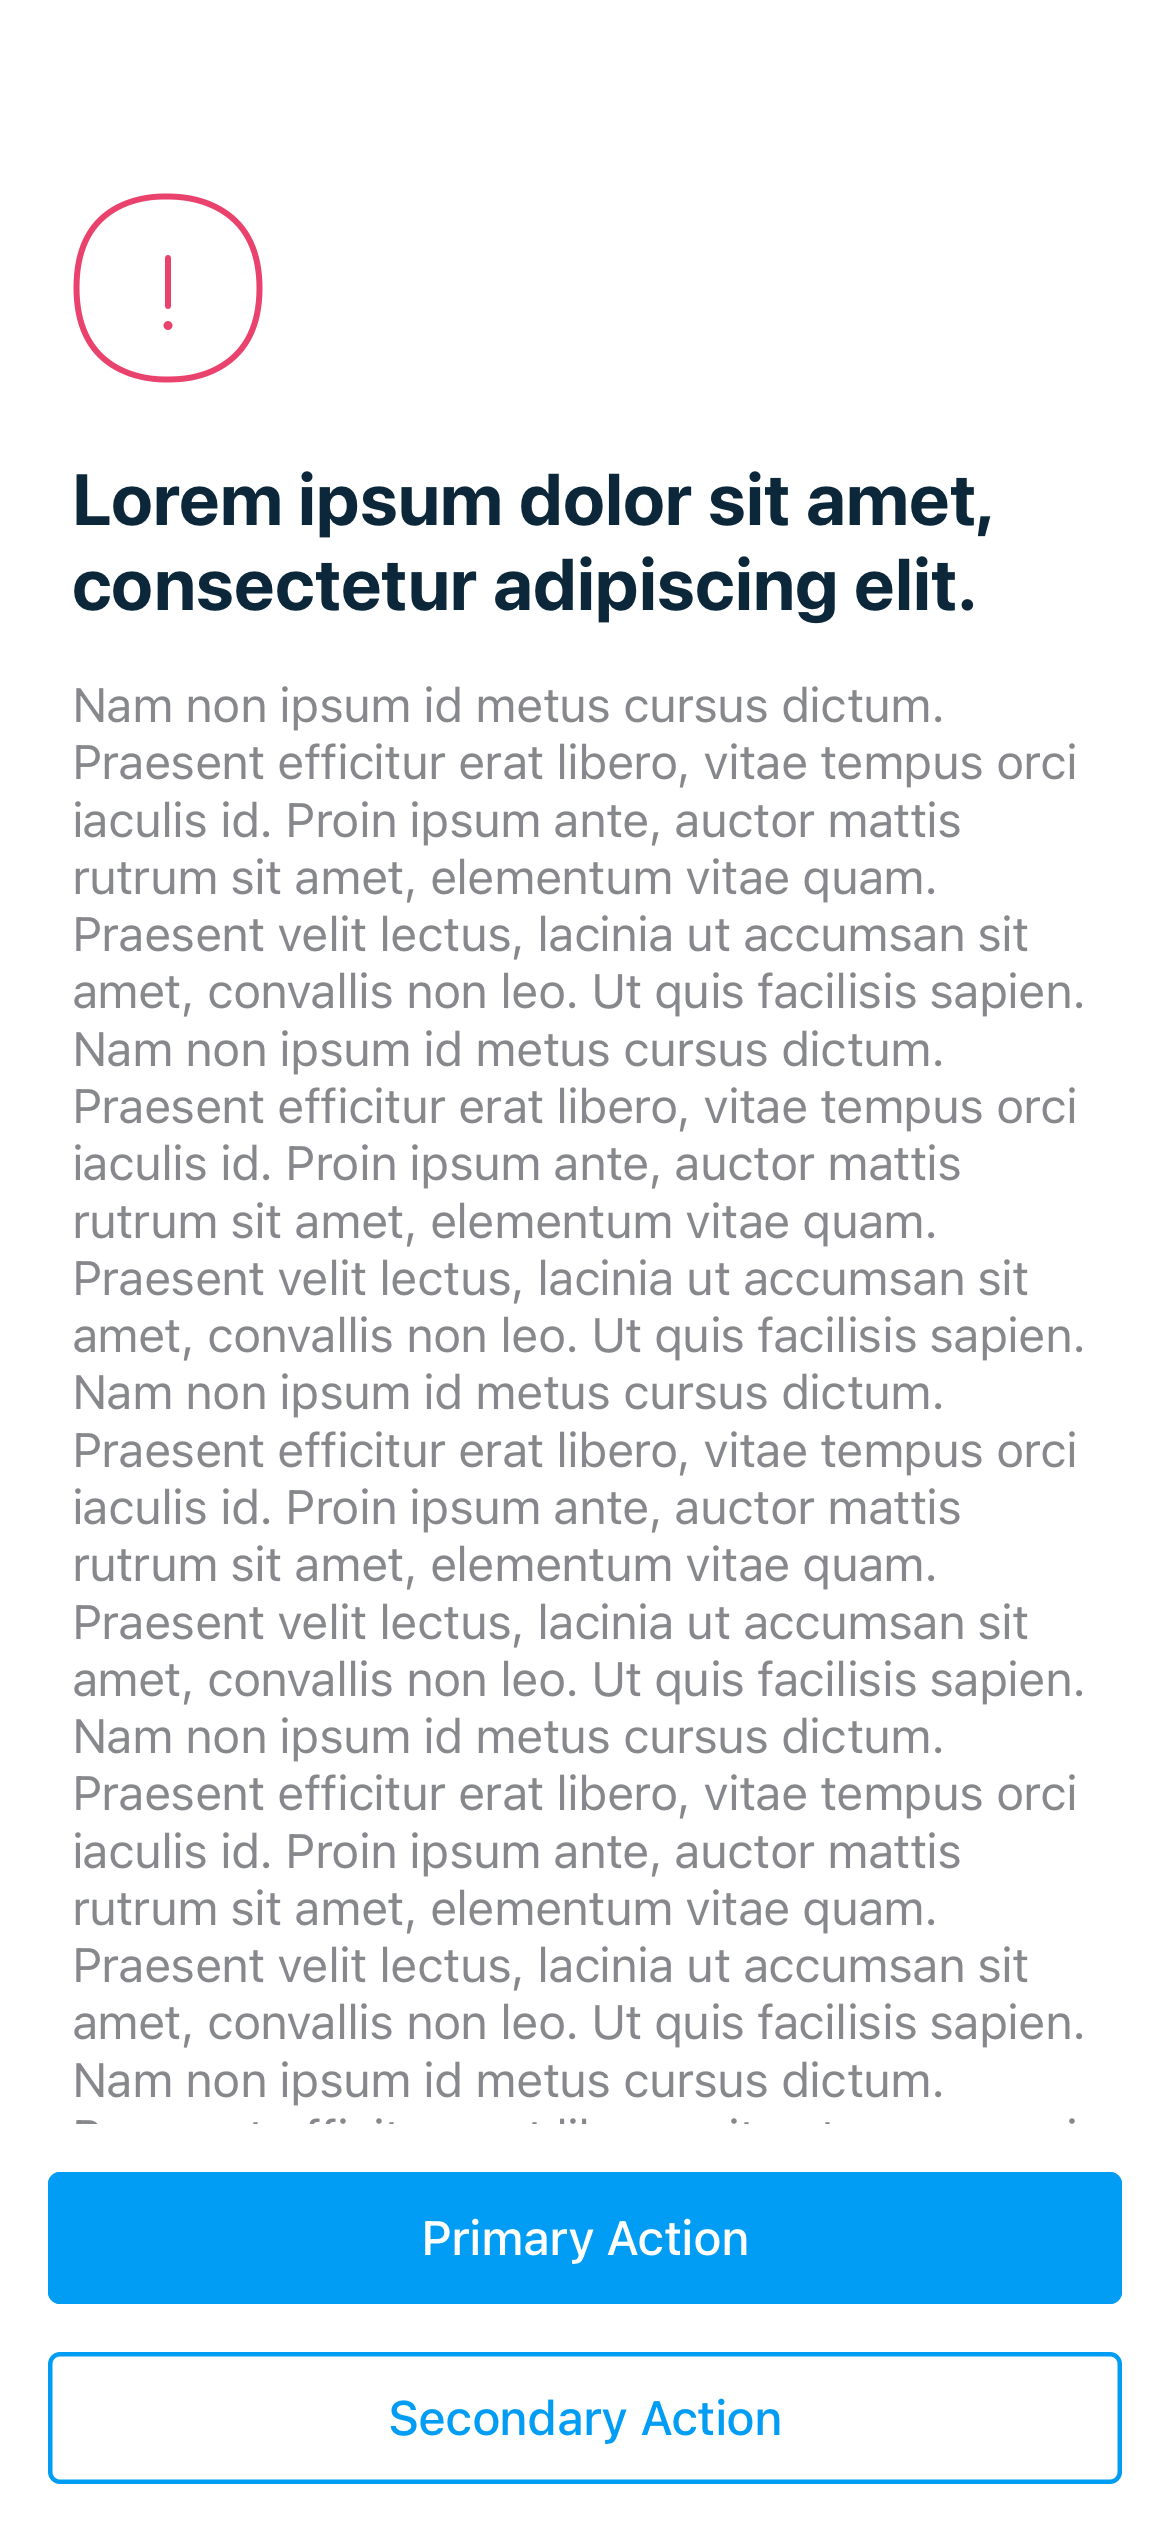 Lorem ipsum dolor sit amet,
consectetur adipiscing elit.
Nam non ipsum id metus cursus dictum.
Praesent efficitur erat libero, vitae tempus orci
iaculis id. Proin ipsum ante, auctor mattis
rutrum sit amet, elementum vitae quam.
Praesent velit lectus, lacinia ut accumsan sit
amet, convallis non leo. Ut quis facilisis sapien.
Nam non ipsum id metus cursus dictum.
Praesent efficitur erat libero, vitae tempus orci
iaculis id. Proin ipsum ante, auctor mattis
rutrum sit amet, elementum vitae quam.
Praesent velit lectus, lacinia ut accumsan sit
amet, convallis non leo. Ut quis facilisis sapien.
Nam non ipsum id metus cursus dictum.
Praesent efficitur erat libero, vitae tempus orci
iaculis id. Proin ipsum ante, auctor mattis
rutrum sit amet, elementum vitae quam.
Praesent velit lectus, lacinia ut accumsan sit
amet, convallis non leo. Ut quis facilisis sapien.
Nam non ipsum id metus cursus dictum.
Praesent efficitur erat libero, vitae tempus orci
iaculis id. Proin ipsum ante, auctor mattis
rutrum sit amet, elementum vitae quam.
Praesent velit lectus, lacinia ut accumsan sit
amet, convallis non leo. Ut quis facilisis sapien.
Nam non ipsum id metus cursus dictum.
Primary Action
Secondary Action